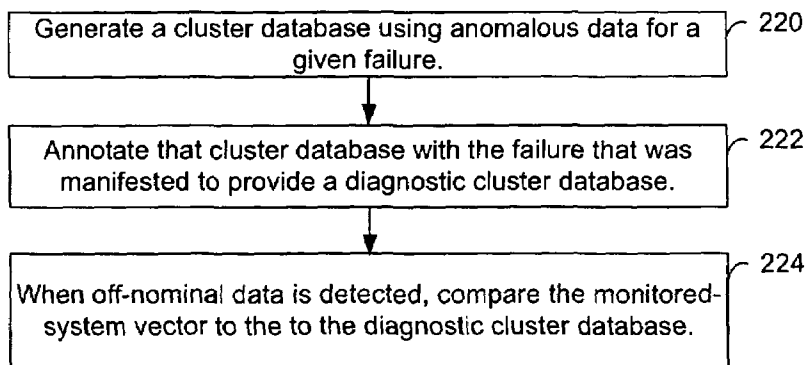 Generate a cluster database using anomalous data for a
given failure.
220
Annotate that cluster database with the failure that was
manifested to provide a diagnostic cluster database.
222
When off-nominal data is detected, compare the monitored-
system vector to the to the diagnostic cluster database.
224